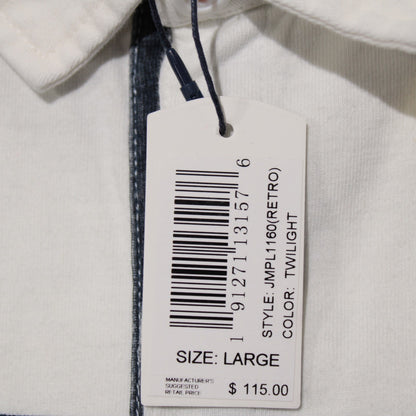 1 91271 13157 6
STYLE: JMPL1160(RETRO)
COLOR: TWILIGHT
SIZE: LARGE
MANUFACTURER'S
SUGGESTED
RETAIL PRICE
$ 115.00